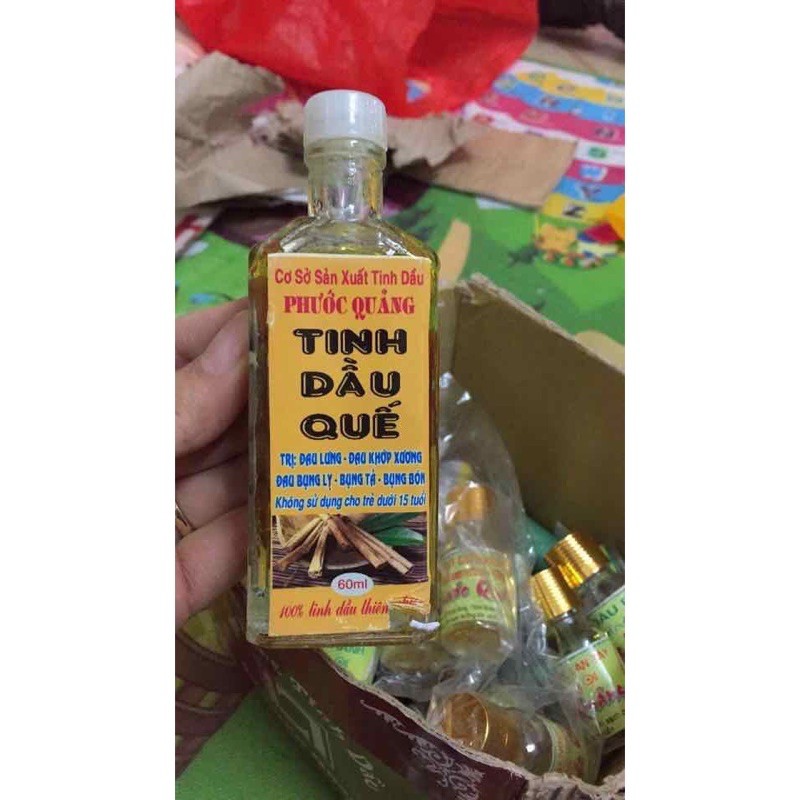 Cơ Sở Sản Xuất Tinh Dầu
PHƯỚC QUẢNG
TINH
DẦU
QUẾ
TRỊ: ĐAU LƯNG - ĐAU KHỚP XƯƠNG
ĐAU BỤNG LỴ - BỤNG TẢ - BỤNG BÓN
Không sử dụng cho trẻ dưới 15 tuổi
60ml
100% tinh dầu thiên